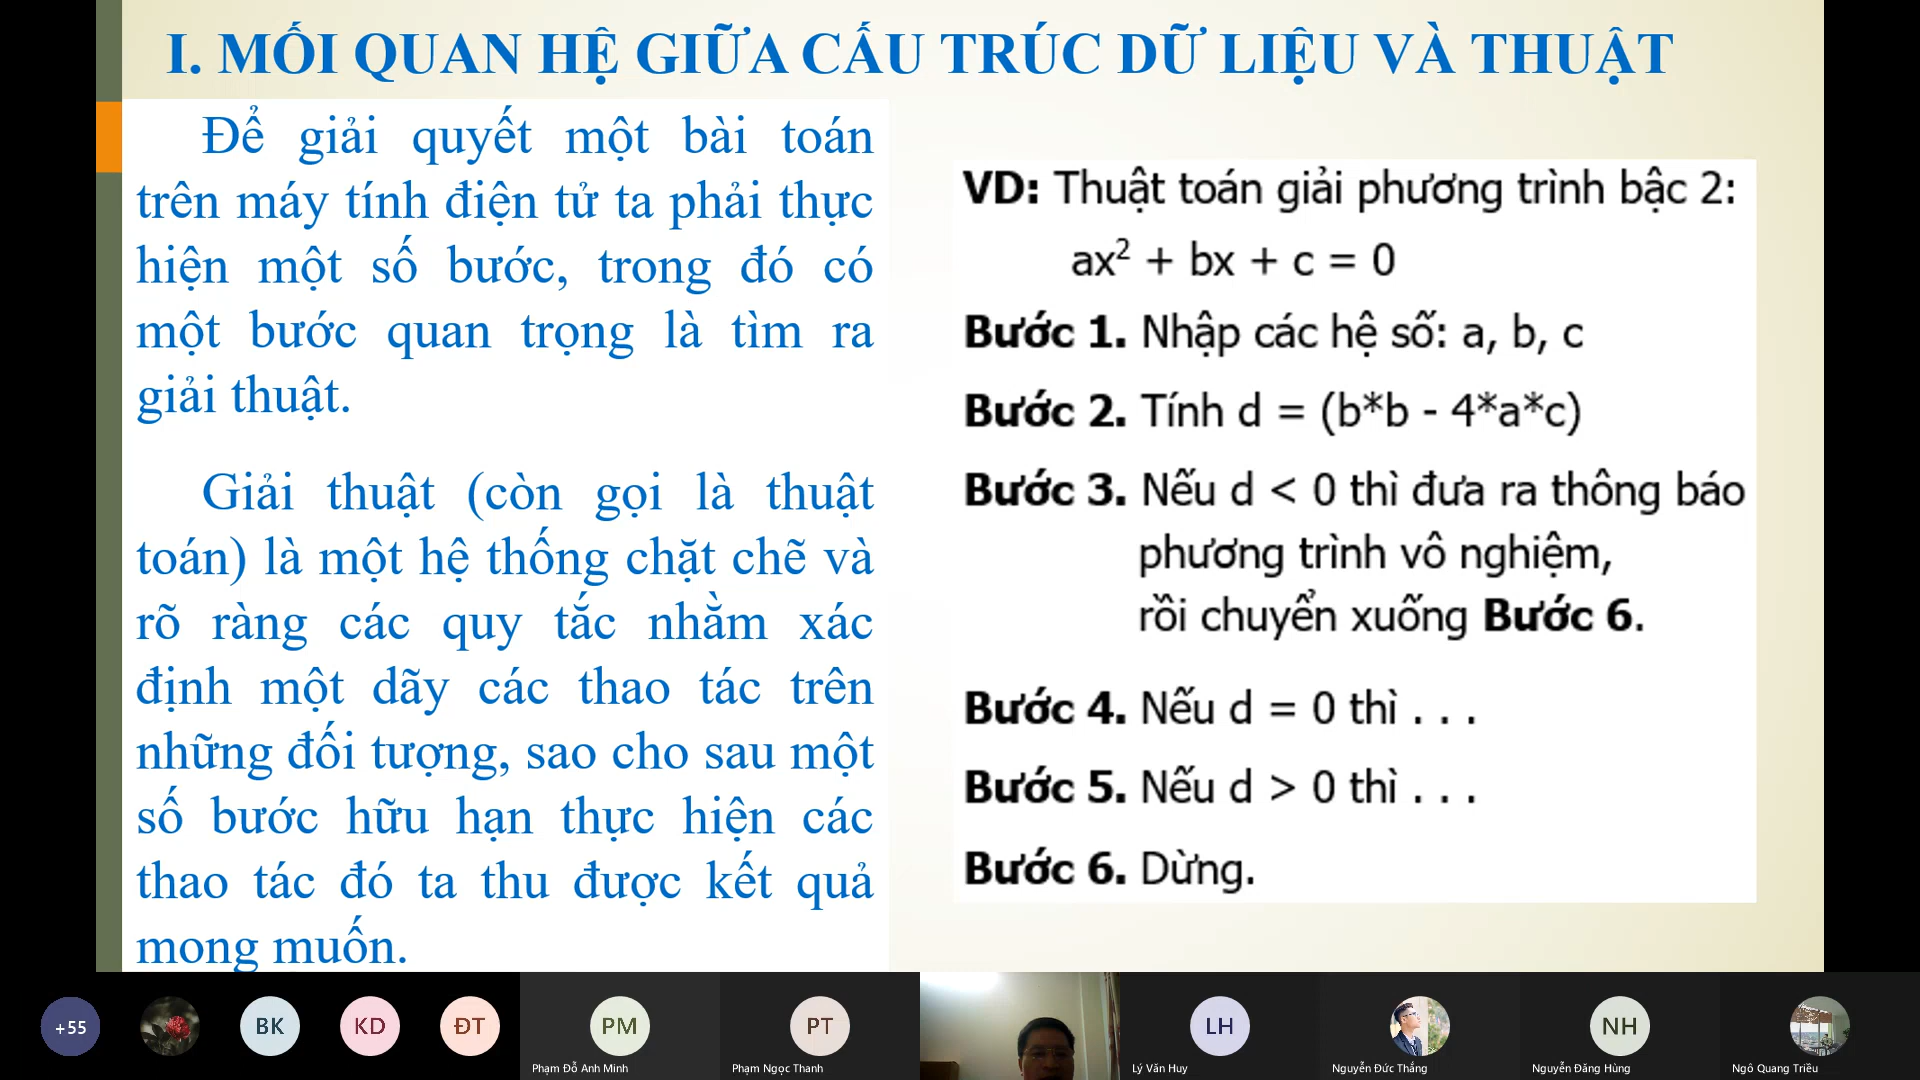 I. MỐI QUAN HỆ GIỮA CẤU TRÚC DỮ LIỆU VÀ THUẬT
Để giải quyết một bài toán
trên máy tính điện tử ta phải thực
hiện một số bước, trong đó có
một bước quan trọng là tìm ra
giải thuật.
Giải thuật (còn gọi là thuật
toán) là một hệ thống chặt chẽ và
rõ ràng các quy tắc nhằm xác
định một dãy các thao tác trên
những đối tượng, sao cho sau một
số bước hữu hạn thực hiện các
thao tác đó ta thu được kết quả
mong muốn.
VD: Thuật toán giải phương trình bậc 2:
ax² + bx + c = 0
Bước 1. Nhập các hệ số: a, b, c
Bước 2. Tính d = (b*b - 4*a*c)
Bước 3. Nếu d < 0 thì đưa ra thông báo
phương trình vô nghiệm,
rồi chuyển xuống Bước 6.
Bước 4. Nếu d = 0 thì . . .
Bước 5. Nếu d > 0 thì . . .
Bước 6. Dừng.
+55
BK
KD
ĐT
PM
Phạm Đỗ Anh Minh
PT
Phạm Ngọc Thanh
LH
Lý Văn Huy
Nguyễn Đức Thắng
NH
Nguyễn Đăng Hùng
Ngô Quang Triều